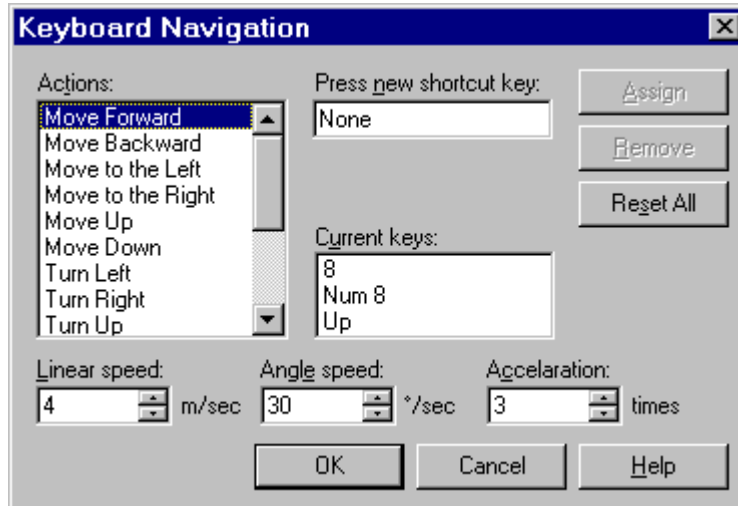 Keyboard Navigation
Actions:
Press new shortcut key:
Assign
Move Forward
None
Move Backward
Remove
Move to the Left
Move to the Right
Reset All
Move Up
Move Down
Current keys:
Turn Left
8
Turn Right
Num 8
Turn Up
Up
Linear speed:
Angle speed:
Accelaration:
4 m/sec
30 °/sec
3 times
OK
Cancel
Help